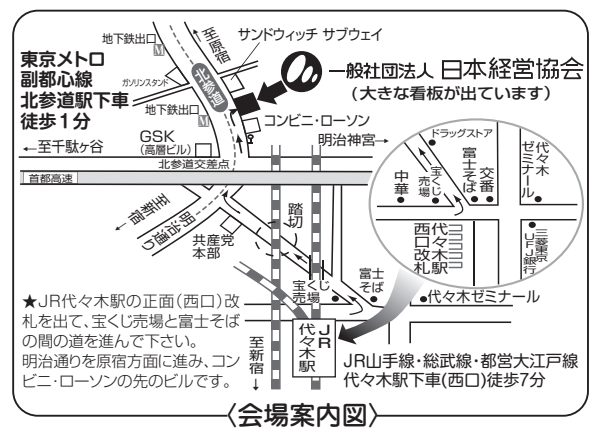 地下鉄出口
至原宿
サンドウィッチ サブウェイ
東京メトロ
副都心線
北参道駅下車
徒歩1分
ガソリンスタンド
北参道
一般社団法人 日本経営協会
(大きな看板が出ています)
地下鉄出口
コンビニ・ローソン
GSK
(高層ビル)
明治神宮→
←至千駄ヶ谷
北参道交差点
首都高速
ドラッグストア
中華
宝くじ
売場
富士そば
交番
代々木
ゼミナール
代々木駅
西口改札
三菱東京
UFJ銀行
←至新宿
明治通り
共産党
本部
踏切
宝くじ
売場
富士
そば
代々木ゼミナール
★JR代々木駅の正面(西口)改
札を出て、宝くじ売場と富士そば
の間の道を進んで下さい。
明治通りを原宿方面に進み、コン
ビニ・ローソンの先のビルです。
至新宿→
JR
代々木駅
JR山手線・総武線・都営大江戸線
代々木駅下車(西口)徒歩7分
〈会場案内図〉